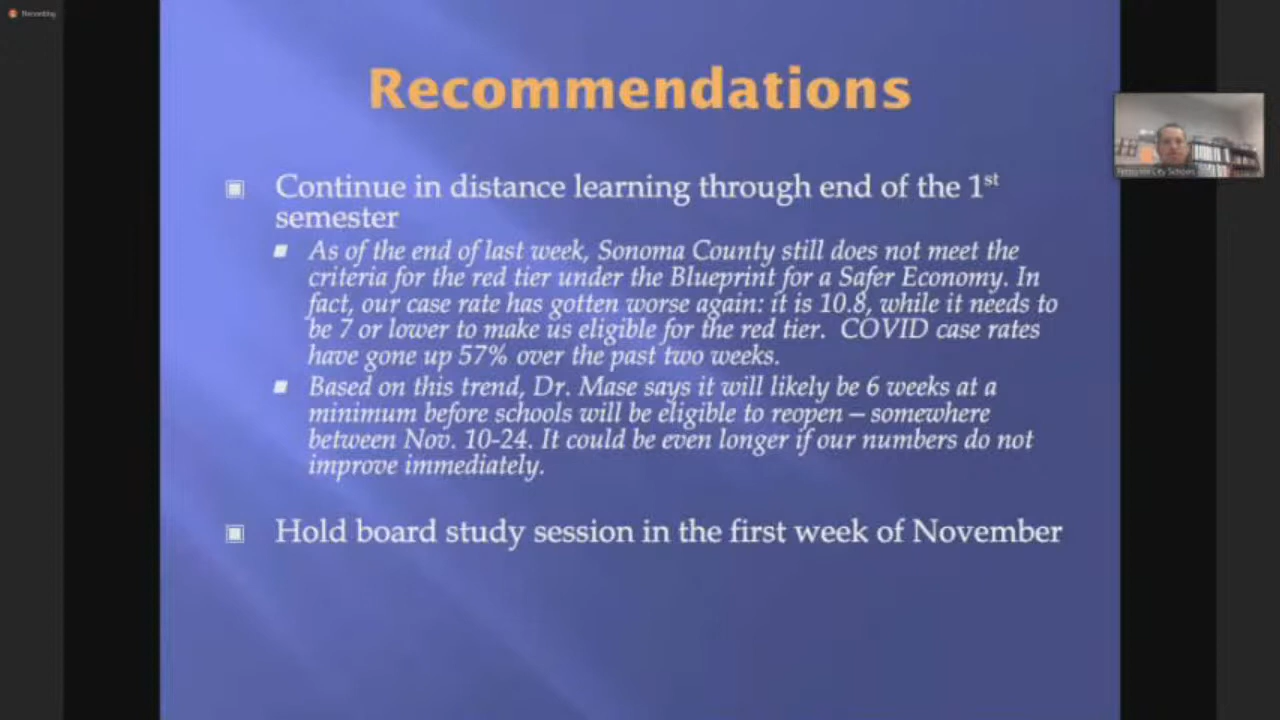 Recording
Recommendations
Continue in distance learning through end of the 1st
semester
As of the end of last week, Sonoma County still does not meet the
criteria for the red tier under the Blueprint for a Safer Economy. In
fact, our case rate has gotten worse again: it is 10.8, while it needs to
be 7 or lower to make us eligible for the red tier. COVID case rates
have gone up 57% over the past two weeks.
Based on this trend, Dr. Mase says it will likely be 6 weeks at a
minimum before schools will be eligible to reopen – somewhere
between Nov. 10-24. It could be even longer if our numbers do not
improve immediately.
Hold board study session in the first week of November
City Schools